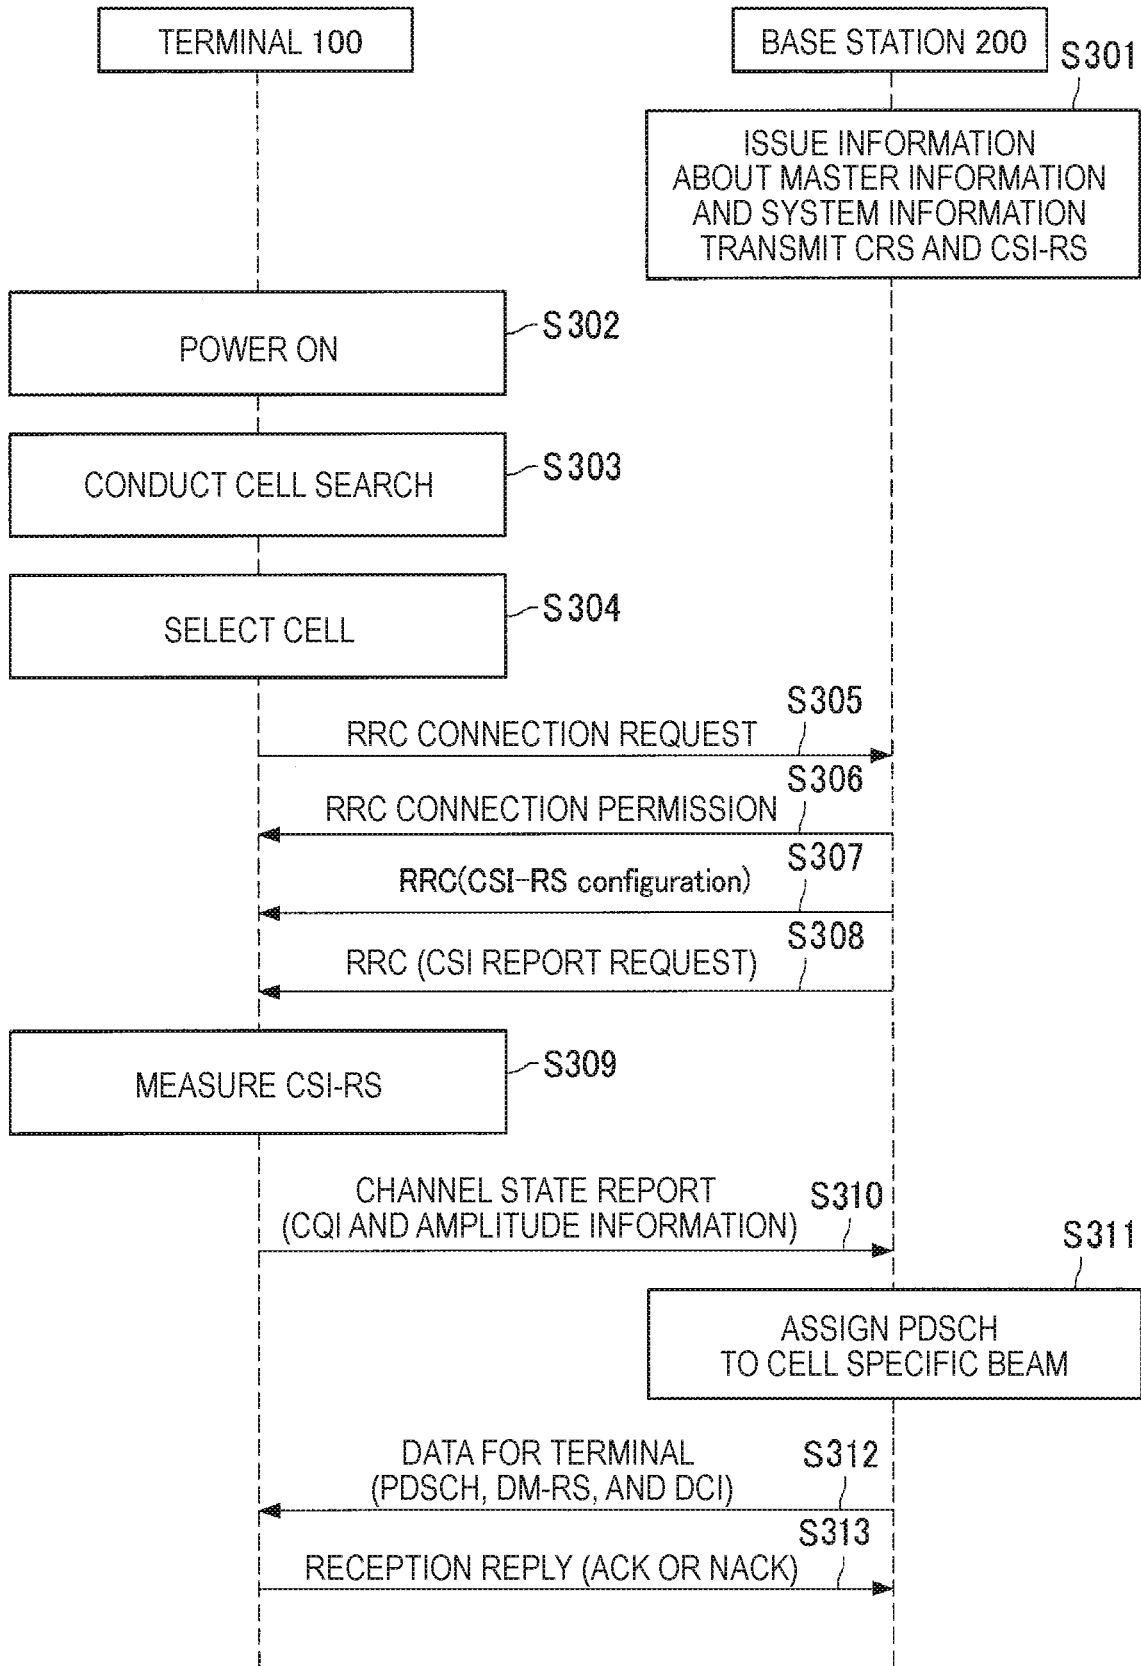 TERMINAL 100
BASE STATION 200
S301
ISSUE INFORMATION
ABOUT MASTER INFORMATION
AND SYSTEM INFORMATION
TRANSMIT CRS AND CSI-RS
POWER ON
S302
CONDUCT CELL SEARCH
S303
SELECT CELL
S304
S305
RRC CONNECTION REQUEST
S306
RRC CONNECTION PERMISSION
S307
RRC(CSI-RS configuration)
S308
RRC (CSI REPORT REQUEST)
MEASURE CSI-RS
S309
CHANNEL STATE REPORT
(CQI AND AMPLITUDE INFORMATION)
S310
S311
ASSIGN PDSCH
TO CELL SPECIFIC BEAM
DATA FOR TERMINAL
(PDSCH, DM-RS, AND DCI)
S312
S313
RECEPTION REPLY (ACK OR NACK)